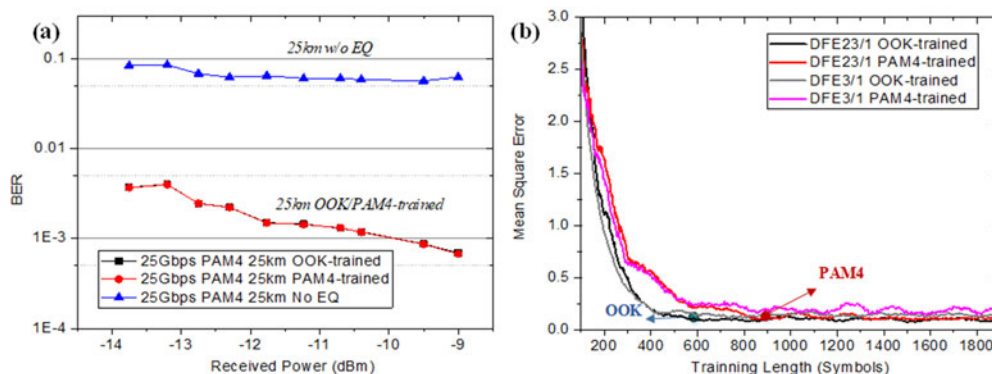 (a)
25km w/o EQ
0.1
0.01
1E-3
1E-4
BER
25km OOK/PAM4-trained
25Gbps PAM4 25km OOK-trained
25Gbps PAM4 25km PAM4-trained
25Gbps PAM4 25km No EQ
-14 -13 -12 -11 -10 -9
Received Power (dBm)
(b)
3.0
2.5
2.0
1.5
1.0
0.5
0.0
Mean Square Error
DFE23/1 OOK-trained
DFE23/1 PAM4-trained
DFE3/1 OOK-trained
DFE3/1 PAM4-trained
PAM4
OOK
200 400 600 800 1000 1200 1400 1600 1800
Trainning Length (Symbols)